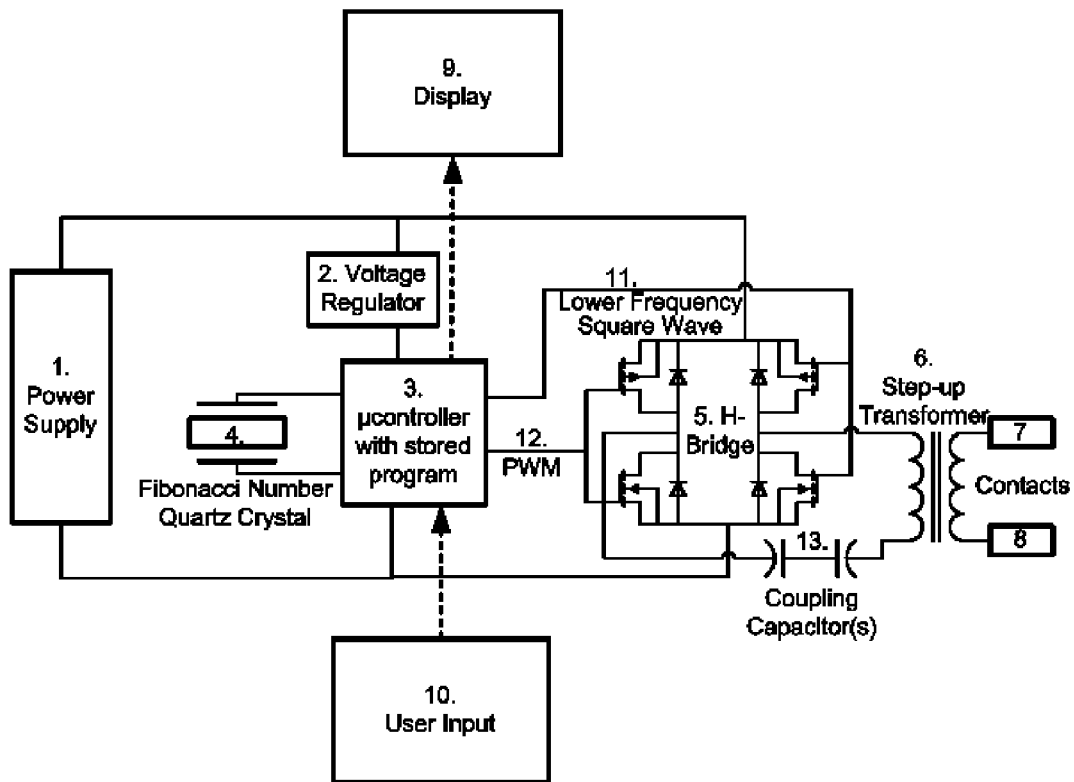 9.
Display
2. Voltage
Regulator
11.
Lower Frequency
Square Wave
1.
Power
Supply
3.
µcontroller
with stored
program
4.
Fibonacci Number
Quartz Crystal
12.
PWM
5. H-
Bridge
6.
Step-up
Transformer
7
Contacts
8
13.
Coupling
Capacitor(s)
10.
User Input